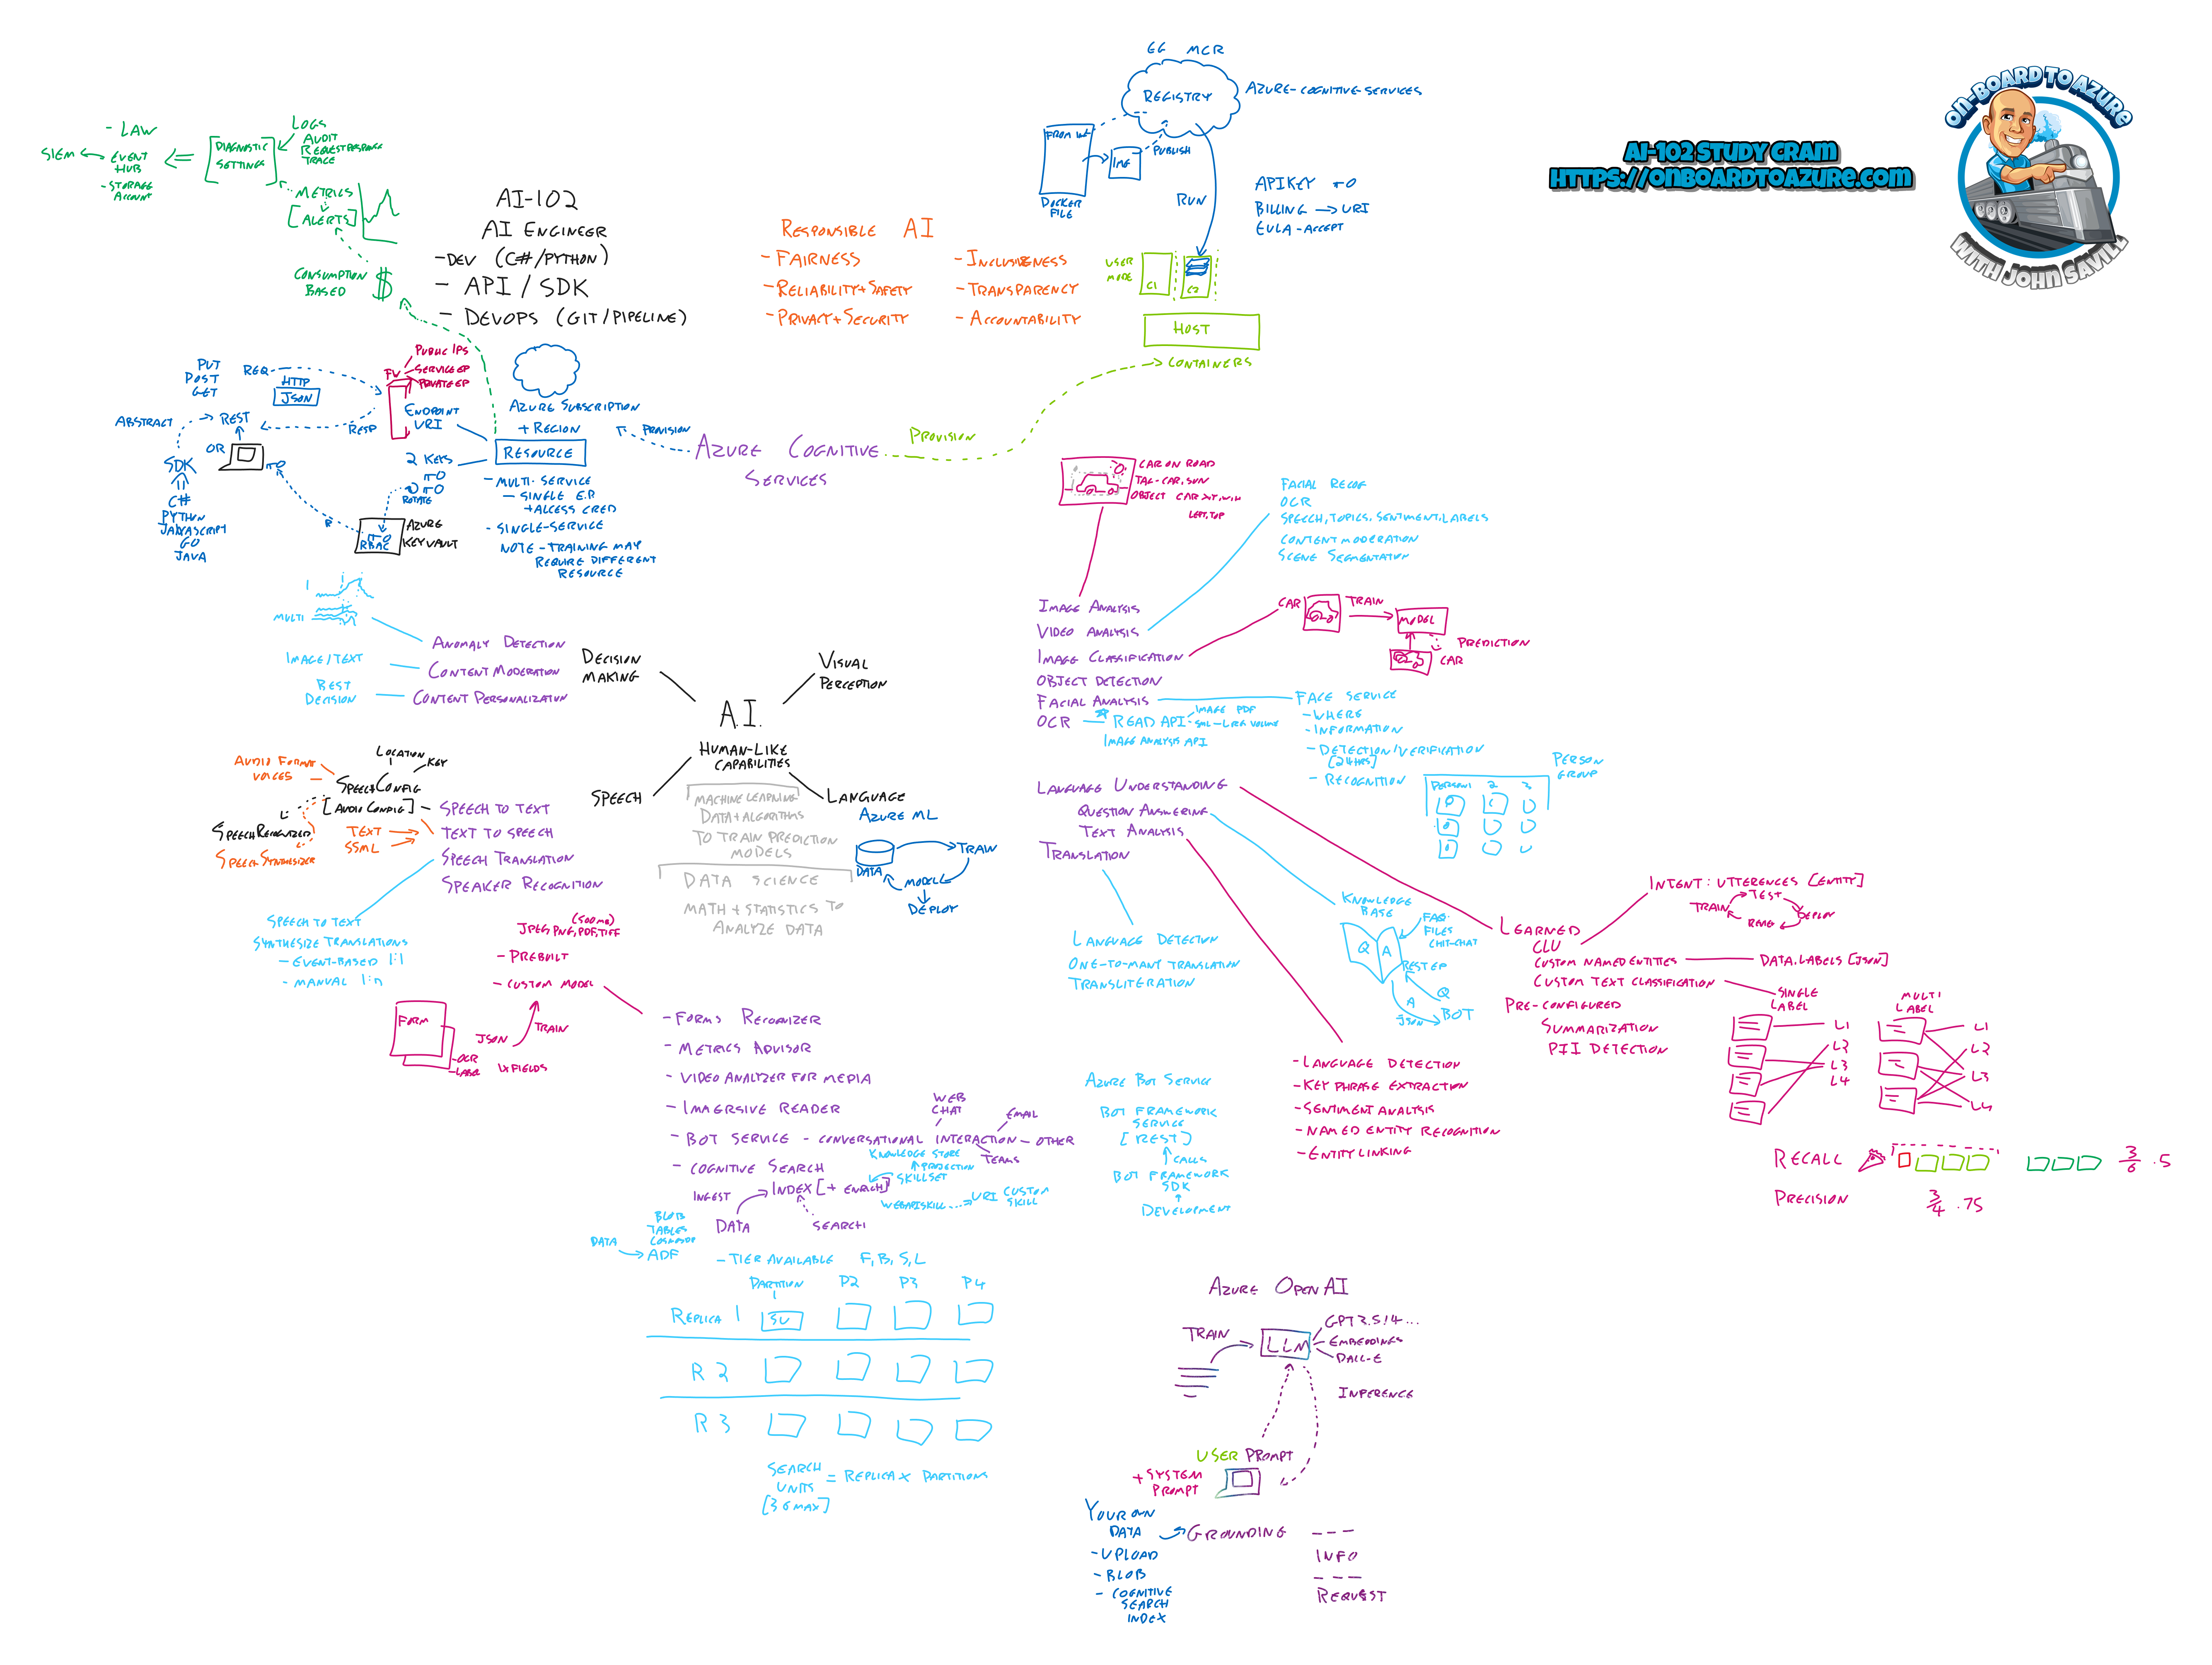 ON-BOARD TO AZURE
WITH JOHN SAVILL
AI-102 STUDY CRAM
HTTPS://ONBOARDTOAZURE.COM
EG MCR
REGISTRY
AZURE-COGNITIVE-SERVICES
FROM
IMG
PUBLISH
DOCKER
FILE
RUN
APIKEY
BILLING → URI
EULA-ACCEPT
USER
MODE
C1
C2
HOST
CONTAINERS
- LAW
SIEM
EVENT
HUB
- STORAGE
ACCOUNT
DIAGNOSTIC
SETTINGS
LOGS
AUDIT
REQUESTRESPONSE
TRACE
METRICS
[ALERTS]
CONSUMPTION
BASED
$
AI-102
AI ENGINEER
- DEV (C#/PYTHON)
- API / SDK
- DEVOPS (GIT/PIPELINE)
RESPONSIBLE AI
- FAIRNESS
- RELIABILITY + SAFETY
- PRIVACY + SECURITY
- INCLUSIVENESS
- TRANSPARENCY
- ACCOUNTABILITY
PUT
POST
GET
REQ
HTTP
JSON
RESP
FW
PUBLIC IPS
SERVICE EP
PRIVATE EP
ENDPOINT
URI
ABSTRACT
REST
OR
SDK
C#
PYTHON
JAVASCRIPT
GO
JAVA
2 KEYS
ROTATE
RBAC
AZURE
KEYVAULT
AZURE SUBSCRIPTION
+ REGION
RESOURCE
- MULTI-SERVICE
- SINGLE E.P
+ ACCESS CRED
- SINGLE-SERVICE
NOTE - TRAINING MAY
REQUIRE DIFFERENT
RESOURCE
PROVISION
AZURE COGNITIVE
SERVICES
PROVISION
CAR ON ROAD
TAG-CAR, SUN
OBJECT CAR
LEFT, TOP
FACIAL RECOG
OCR
SPEECH, TOPICS, SENTIMENT, LABELS
CONTENT MODERATION
SCENE SEGMENTATION
IMAGE ANALYSIS
VIDEO ANALYSIS
IMAGE CLASSIFICATION
OBJECT DETECTION
FACIAL ANALYSIS
OCR
READ API
IMAGE PDF
SML-LRG VOLUME
IMAGE ANALYSIS API
CAR
TRAIN
MODEL
PREDICTION
CAR
FACE SERVICE
- WHERE
- INFORMATION
- DETECTION/VERIFICATION
[24HRS]
- RECOGNITION
PERSON
GROUP
PERSON1 2 3
1
MULTI
IMAGE/TEXT
BEST
DECISION
ANOMALY DETECTION
CONTENT MODERATION
CONTENT PERSONALIZATION
DECISION
MAKING
VISUAL
PERCEPTION
A.I.
HUMAN-LIKE
CAPABILITIES
SPEECH
LANGUAGE
MACHINE LEARNING
DATA + ALGORITHMS
TO TRAIN PREDICTION
MODELS
DATA SCIENCE
MATH + STATISTICS TO
ANALYZE DATA
AZURE ML
DATA
TRAIN
MODEL
DEPLOY
AUDIO FORMAT
VOICES
LOCATION
KEY
SPEECHCONFIG
[AUDIOCONFIG]
SPEECHRECOGNIZER
SPEECHSYNTHESIZER
TEXT
SSML
SPEECH TO TEXT
TEXT TO SPEECH
SPEECH TRANSLATION
SPEAKER RECOGNITION
SPEECH TO TEXT
SYNTHESIZE TRANSLATIONS
- EVENT-BASED 1:1
- MANUAL 1:n
(500MB)
JPEG, PNG, PDF, TIFF
- PREBUILT
- CUSTOM MODEL
FORM
JSON
TRAIN
- OCR
- LABEL
FIELDS
LANGUAGE UNDERSTANDING
QUESTION ANSWERING
TEXT ANALYSIS
TRANSLATION
LANGUAGE DETECTION
ONE-TO-MANY TRANSLATION
TRANSLITERATION
KNOWLEDGE
BASE
Q A
FAQ
FILES
CHIT-CHAT
REST EP
Q
A
JSON
BOT
LEARNED
CLU
CUSTOM NAMED ENTITIES
CUSTOM TEXT CLASSIFICATION
PRE-CONFIGURED
SUMMARIZATION
PII DETECTION
INTENT: UTTERENCES [ENTITY]
TRAIN
TEST
DEPLOY
DATA, LABELS [JSON]
SINGLE
LABEL
L1
L2
L3
L4
MULTI
LABEL
L1
L2
L3
L4
RECALL 3/6 .5
PRECISION 3/4 .75
- LANGUAGE DETECTION
- KEY PHRASE EXTRACTION
- SENTIMENT ANALYSIS
- NAMED ENTITY RECOGNITION
- ENTITY LINKING
- FORMS RECOGNIZER
- METRICS ADVISOR
- VIDEO ANALYZER FOR MEDIA
- IMMERSIVE READER
- BOT SERVICE - CONVERSATIONAL INTERACTION - OTHER
WEB
CHAT
EMAIL
TEAMS
- COGNITIVE SEARCH
KNOWLEDGE STORE
PROJECTION
SKILLSET
INGEST
INDEX [+ ENRICH]
WEBAPISKILL
URI CUSTOM
SKILL
DATA
SEARCH
BLOB
TABLES
COSMOSDB
DATA
ADF
- TIER AVAILABLE F, B, S, L
PARTITION
1 P2 P3 P4
REPLICA 1
SU
R 2
R 3
SEARCH
UNITS = REPLICA X PARTITIONS
[36 MAX]
AZURE BOT SERVICE
BOT FRAMEWORK
SERVICE
[REST]
CALLS
BOT FRAMEWORK
SDK
DEVELOPMENT
AZURE OPENAI
TRAIN
LLM
GPT 3.5/4 ...
EMBEDDINGS
DALL-E
INFERENCE
USER PROMPT
+ SYSTEM
PROMPT
YOUR OWN
DATA
GROUNDING
- UPLOAD
- BLOB
- COGNITIVE
SEARCH
INDEX
INFO
REQUEST